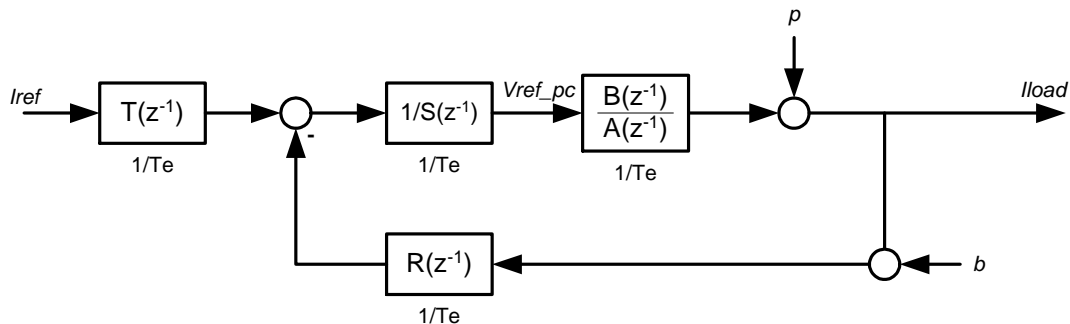 p
Iref
T(z⁻¹)
-
1/S(z⁻¹)
Vref_pc
B(z⁻¹)
A(z⁻¹)
Iload
1/Te
1/Te
1/Te
R(z⁻¹)
b
1/Te